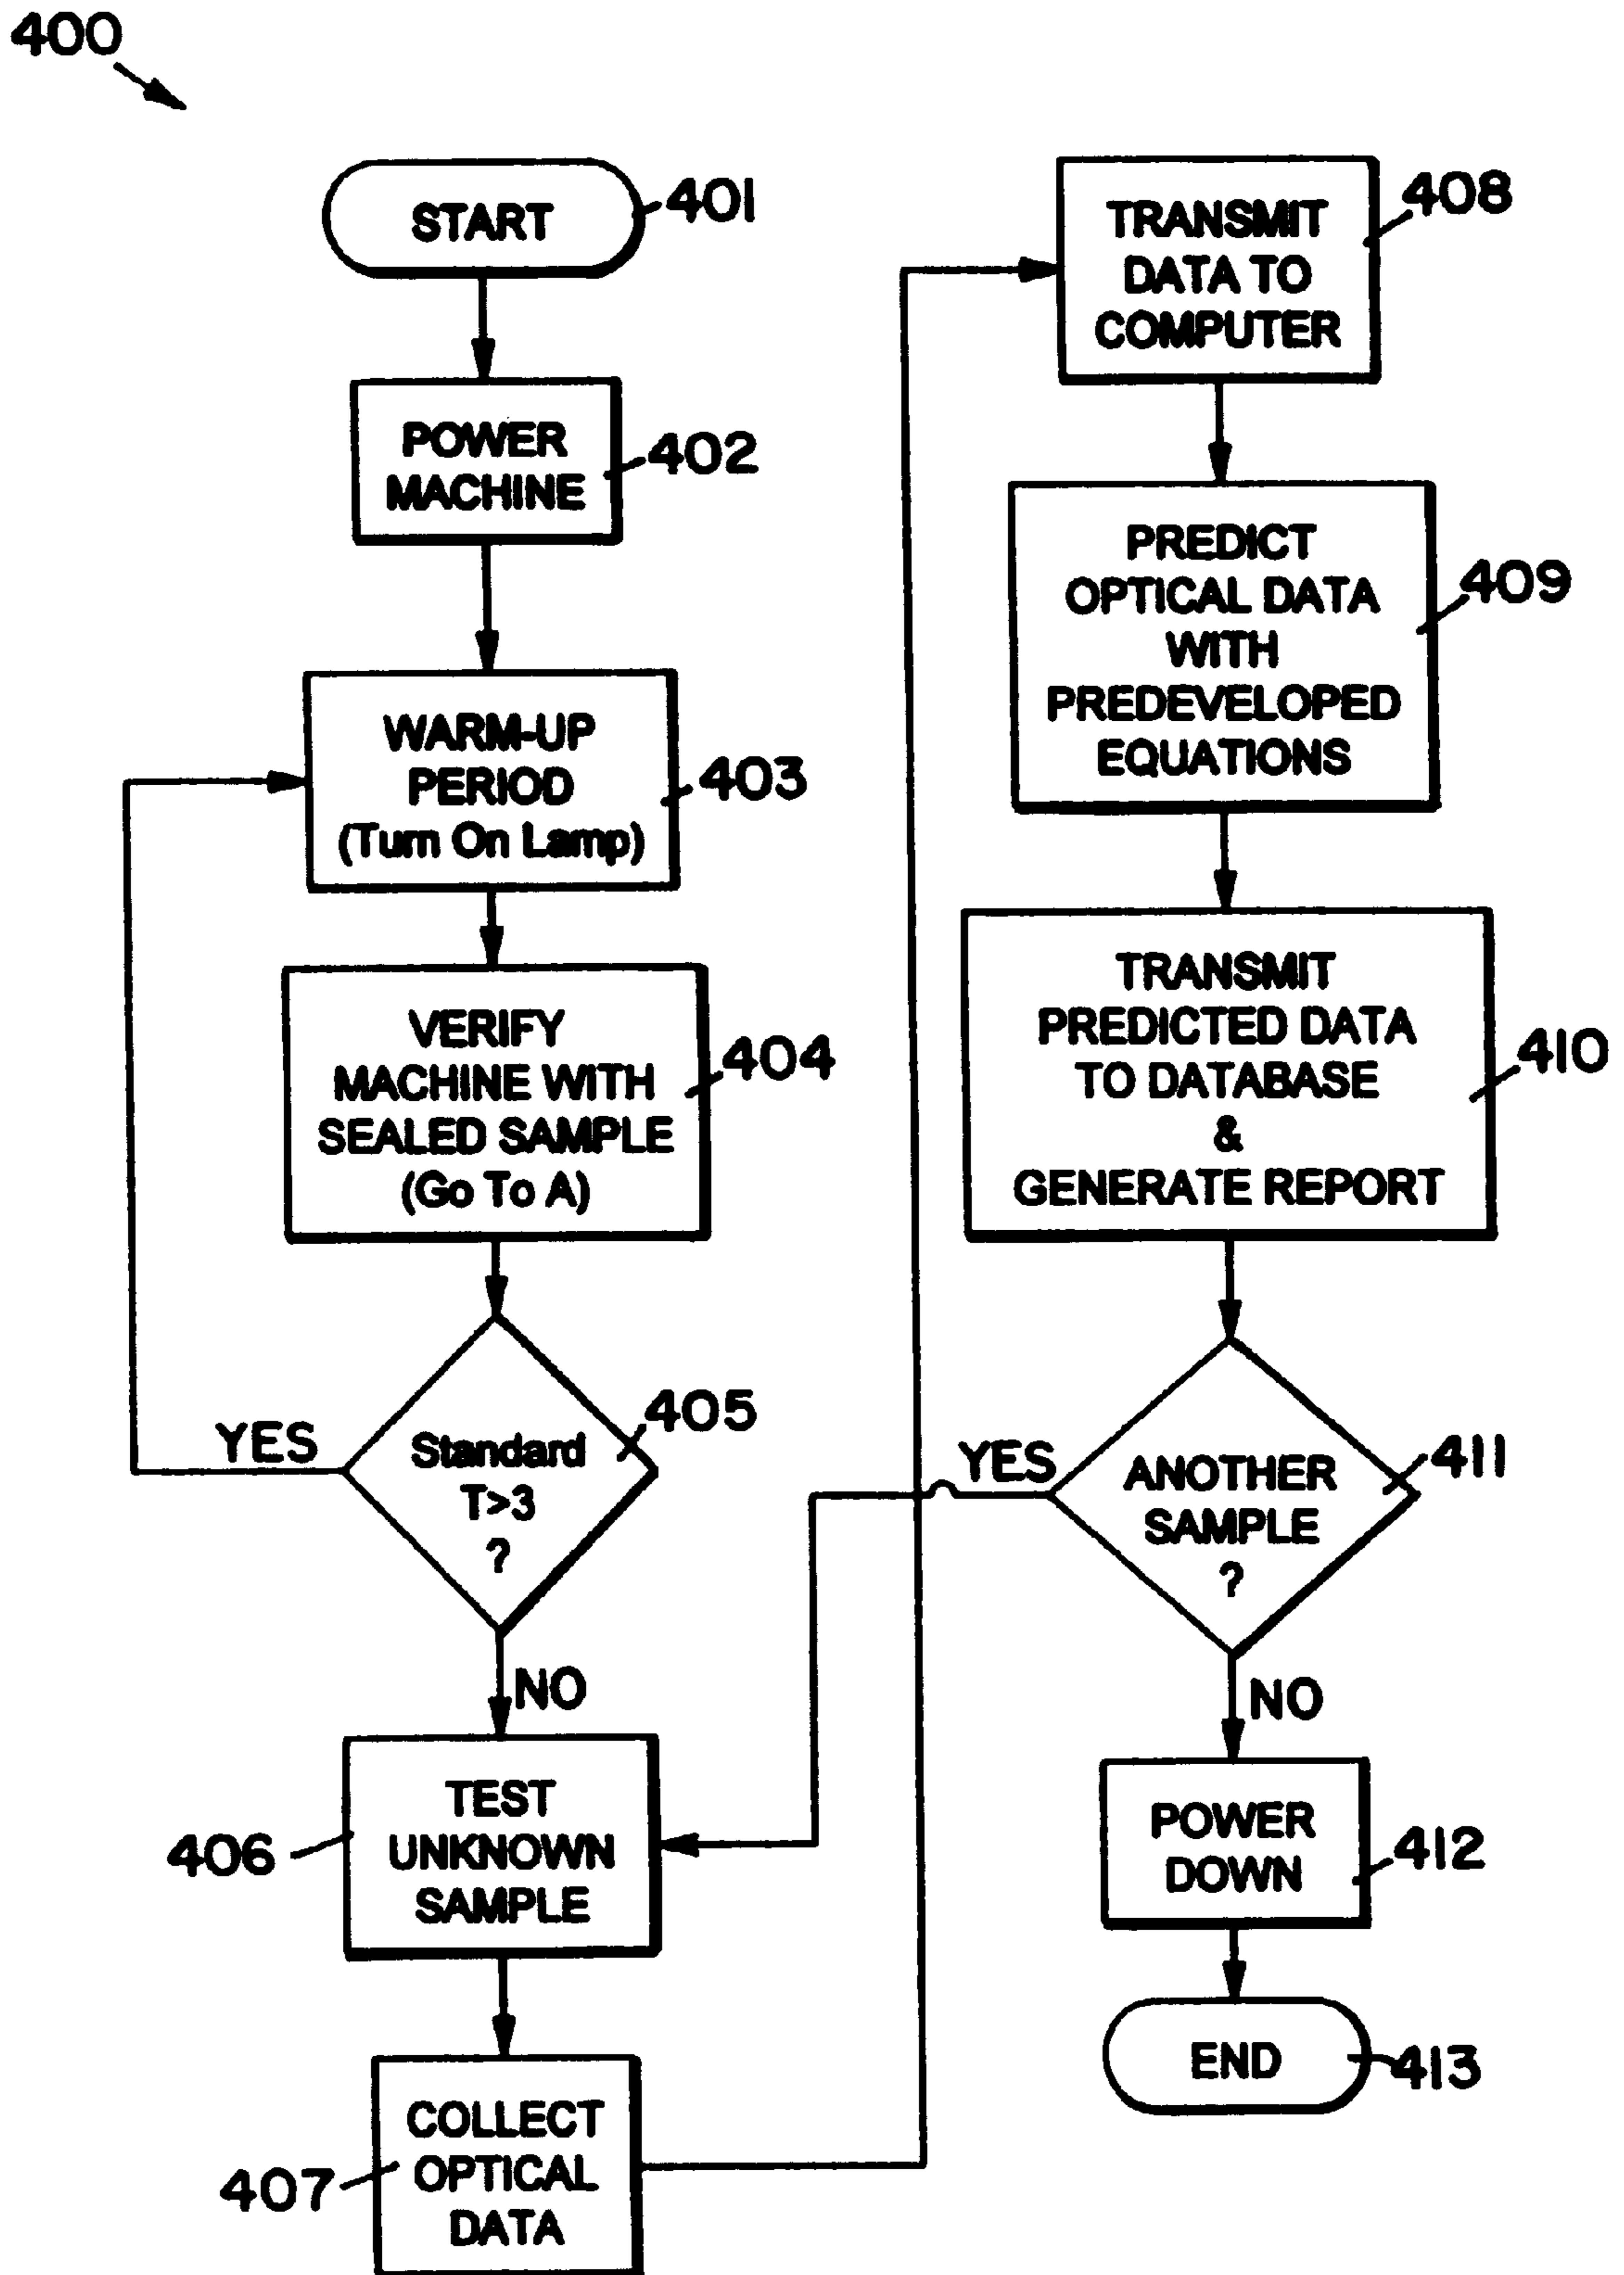 400
START
401
POWER
MACHINE
402
WARM-UP
PERIOD
(Turn On Lamp)
403
VERIFY
MACHINE WITH
SEALED SAMPLE
(Go To A)
404
Standard
T>3
?
405
YES
NO
TEST
UNKNOWN
SAMPLE
406
COLLECT
OPTICAL
DATA
407
TRANSMIT
DATA TO
COMPUTER
408
PREDICT
OPTICAL DATA
WITH
PREDEVELOPED
EQUATIONS
409
TRANSMIT
PREDICTED DATA
TO DATABASE
&
GENERATE REPORT
410
ANOTHER
SAMPLE
?
411
YES
NO
POWER
DOWN
412
END
413